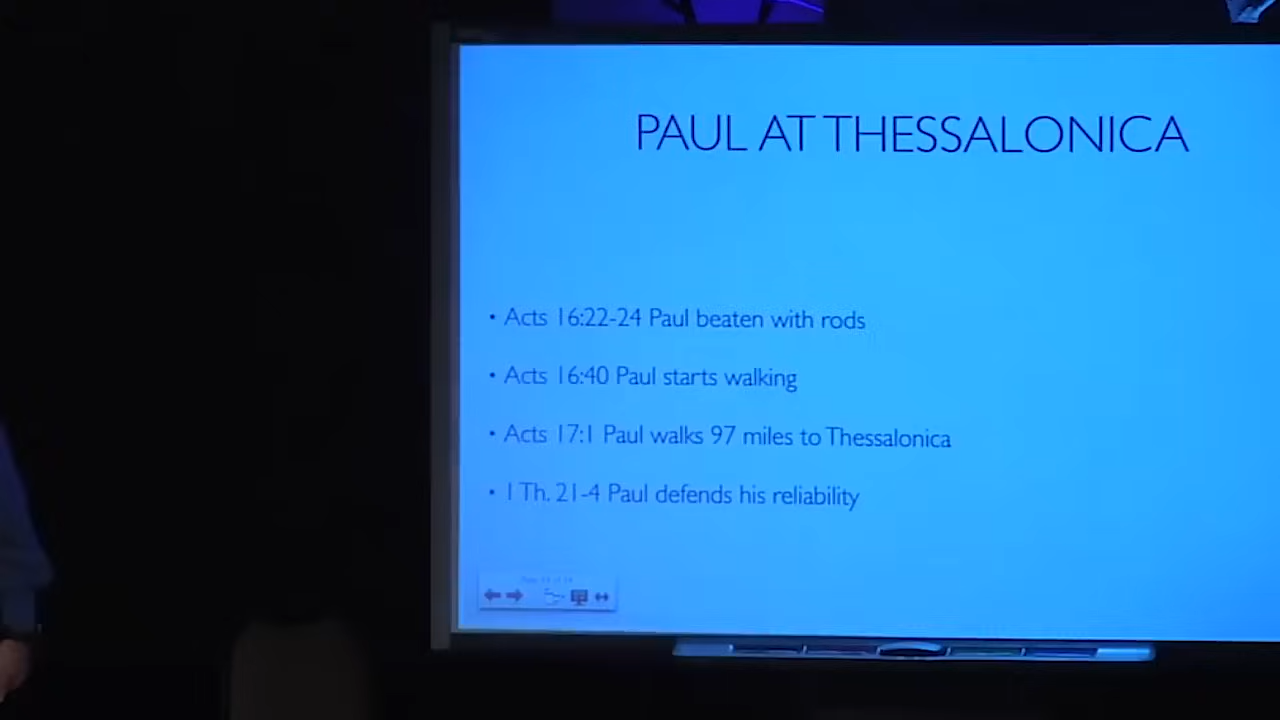 PAUL AT THESSALONICA
• Acts 16:22-24 Paul beaten with rods
• Acts 16:40 Paul starts walking
• Acts 17:1 Paul walks 97 miles to Thessalonica
• 1 Th. 21-4 Paul defends his reliability